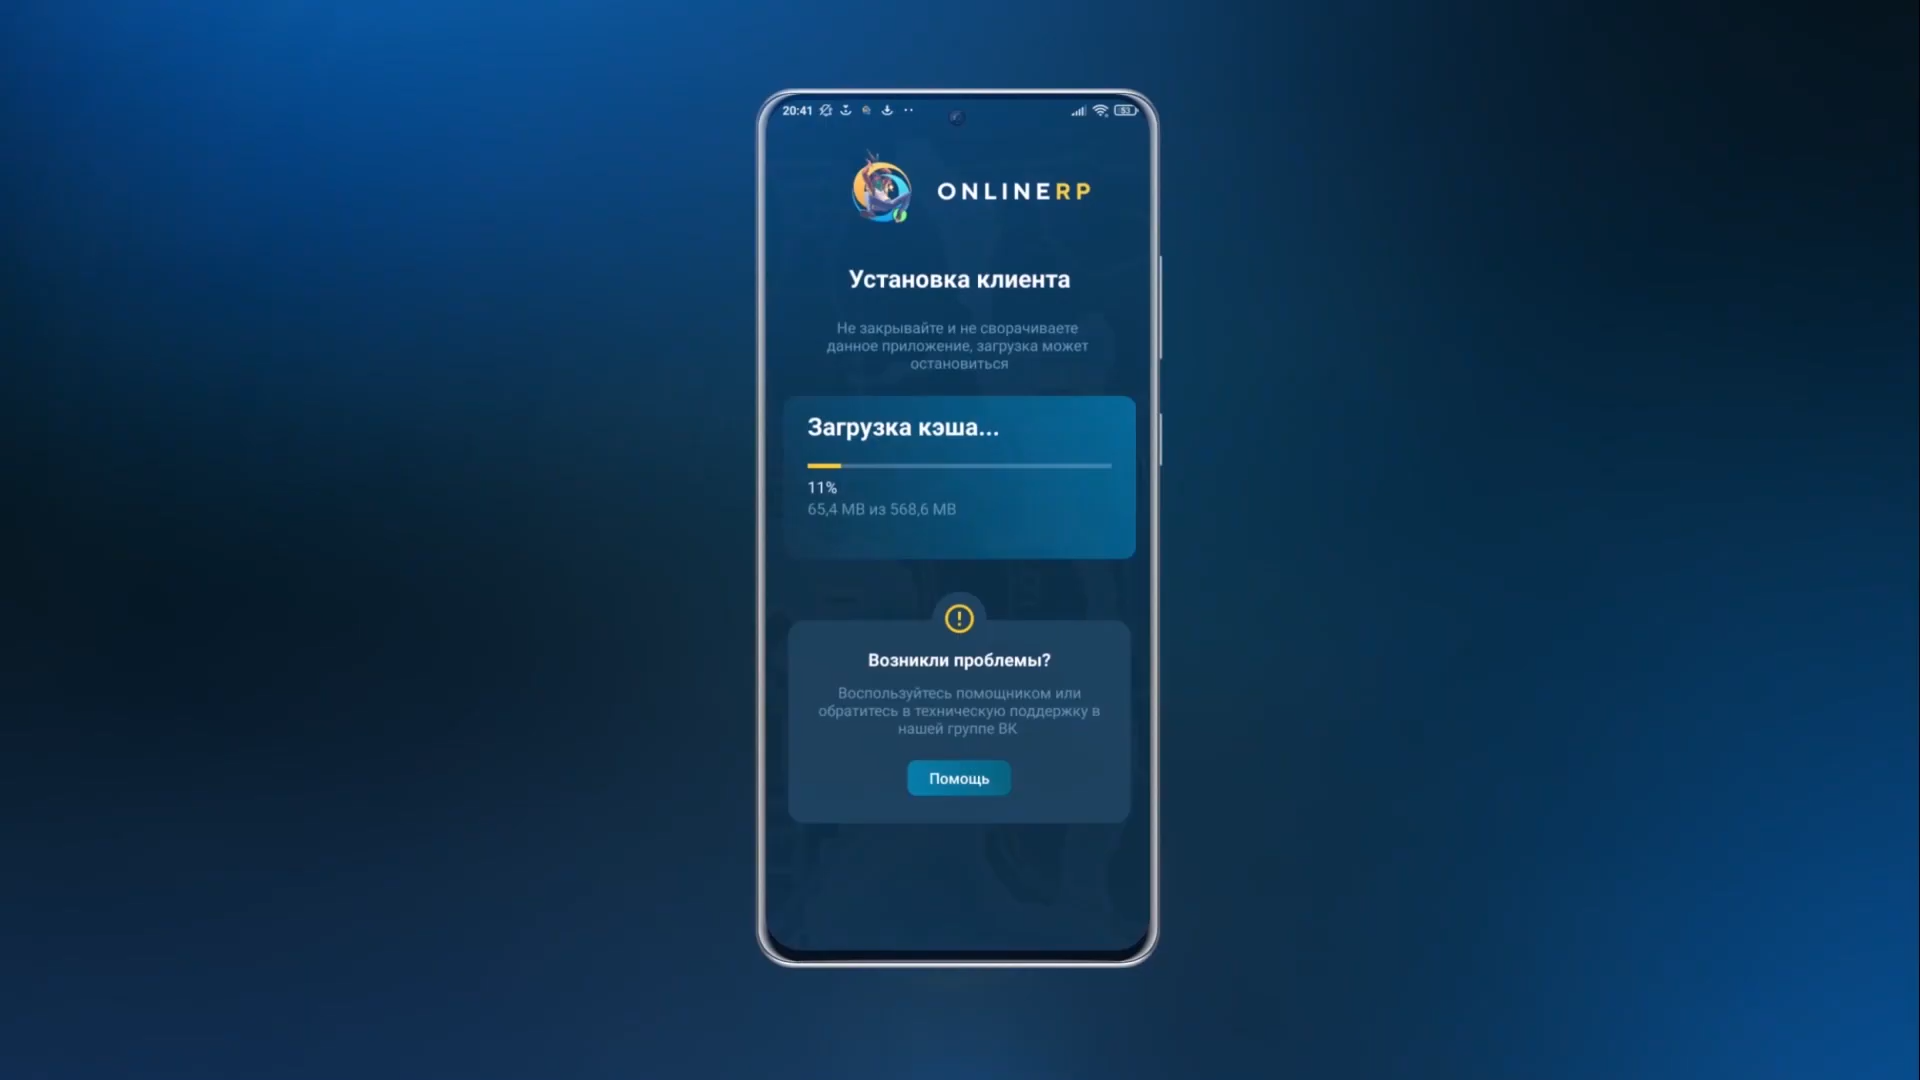 20:41
53
ONLINERP
Установка клиента
Не закрывайте и не сворачиваете
данное приложение, загрузка может
остановиться
Загрузка кэша...
11%
65,4 MB из 568,6 MB
Возникли проблемы?
Воспользуйтесь помощником или
обратитесь в техническую поддержку в
нашей группе ВК
Помощь